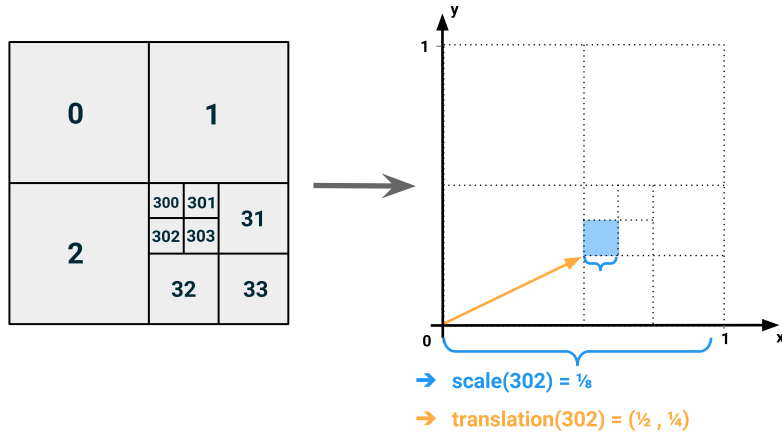 y
1
0 1
300 301
31
302 303
2
32 33
0 1 x
➔ scale(302) = ⅛
➔ translation(302) = (½ , ¼)